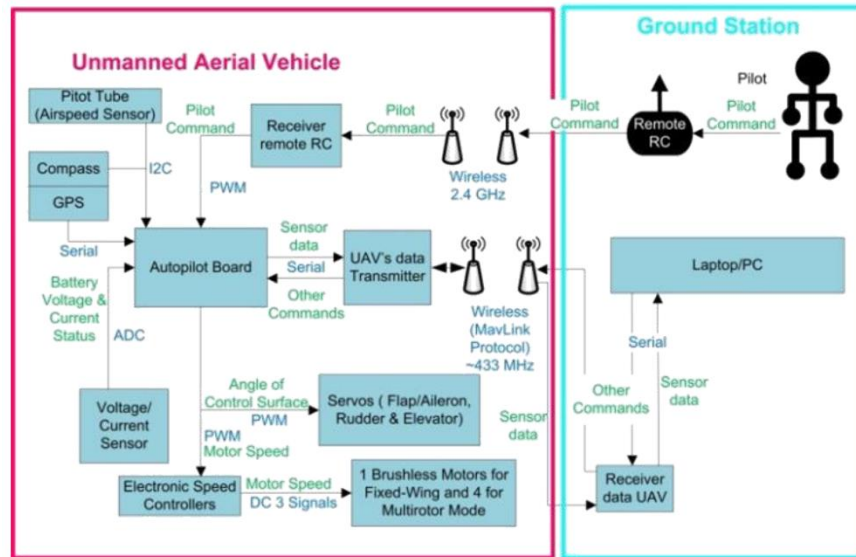 Unmanned Aerial Vehicle
Ground Station
Pitot Tube
(Airspeed Sensor)
Pilot
Command
Receiver
remote RC
Pilot
Command
Pilot
Command
Remote
RC
Pilot
Pilot
Command
Compass
GPS
I2C
PWM
Wireless
2.4 GHz
Serial
Autopilot Board
Sensor
data
Serial
Other
Commands
UAV's data
Transmitter
Wireless
(MavLink
Protocol)
~433 MHz
Laptop/PC
Serial
Other
Commands
Sensor
data
Battery
Voltage &
Current
Status
ADC
Voltage/
Current
Sensor
Angle of
Control Surface
PWM
Servos ( Flap/Aileron,
Rudder & Elevator)
PWM
Motor Speed
Sensor
data
Electronic Speed
Controllers
Motor Speed
DC 3 Signals
1 Brushless Motors for
Fixed-Wing and 4 for
Multirotor Mode
Receiver
data UAV